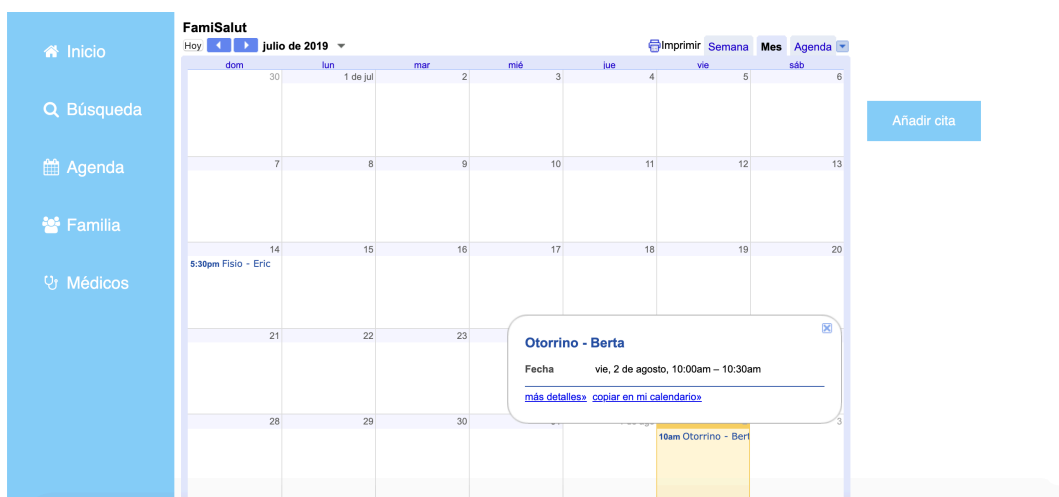 FamiSalut
Hoy julio de 2019 Imprimir Semana Mes Agenda
Inicio
Búsqueda
Agenda
Familia
Médicos
Añadir cita
dom lun mar mié jue vie sáb
30 1 de jul 2 3 4 5 6
7 8 9 10 11 12 13
14 15 16 17 18 19 20
5:30pm Fisio - Eric
21 22 23
Otorrino - Berta
Fecha vie, 2 de agosto, 10:00am – 10:30am
más detalles» copiar en mi calendario»
28 29 30 3
10am Otorrino - Bert